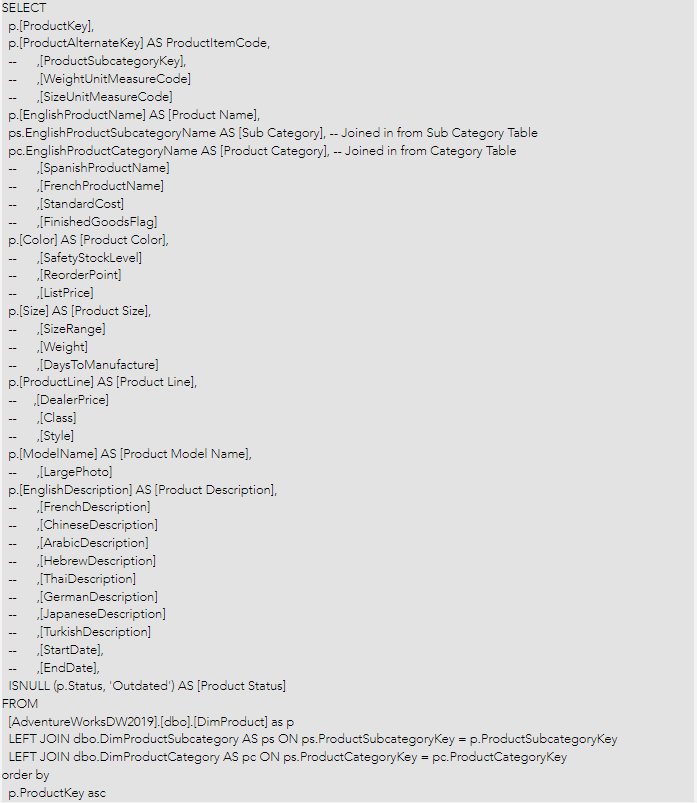 SELECT
p.[ProductKey],
p.[ProductAlternateKey] AS ProductItemCode,
-- ,[ProductSubcategoryKey],
-- ,[WeightUnitMeasureCode]
-- ,[SizeUnitMeasureCode]
p.[EnglishProductName] AS [Product Name],
ps.EnglishProductSubcategoryName AS [Sub Category], -- Joined in from Sub Category Table
pc.EnglishProductCategoryName AS [Product Category], -- Joined in from Category Table
-- ,[SpanishProductName]
-- ,[FrenchProductName]
-- ,[StandardCost]
-- ,[FinishedGoodsFlag]
p.[Color] AS [Product Color],
-- ,[SafetyStockLevel]
-- ,[ReorderPoint]
-- ,[ListPrice]
p.[Size] AS [Product Size],
-- ,[SizeRange]
-- ,[Weight]
-- ,[DaysToManufacture]
p.[ProductLine] AS [Product Line],
-- ,[DealerPrice]
-- ,[Class]
-- ,[Style]
p.[ModelName] AS [Product Model Name],
-- ,[LargePhoto]
p.[EnglishDescription] AS [Product Description],
-- ,[FrenchDescription]
-- ,[ChineseDescription]
-- ,[ArabicDescription]
-- ,[HebrewDescription]
-- ,[ThaiDescription]
-- ,[GermanDescription]
-- ,[JapaneseDescription]
-- ,[TurkishDescription]
-- ,[StartDate],
-- ,[EndDate],
ISNULL (p.Status, 'Outdated') AS [Product Status]
FROM
[AdventureWorksDW2019].[dbo].[DimProduct] as p
LEFT JOIN dbo.DimProductSubcategory AS ps ON ps.ProductSubcategoryKey = p.ProductSubcategoryKey
LEFT JOIN dbo.DimProductCategory AS pc ON ps.ProductCategoryKey = pc.ProductCategoryKey
order by
p.ProductKey asc